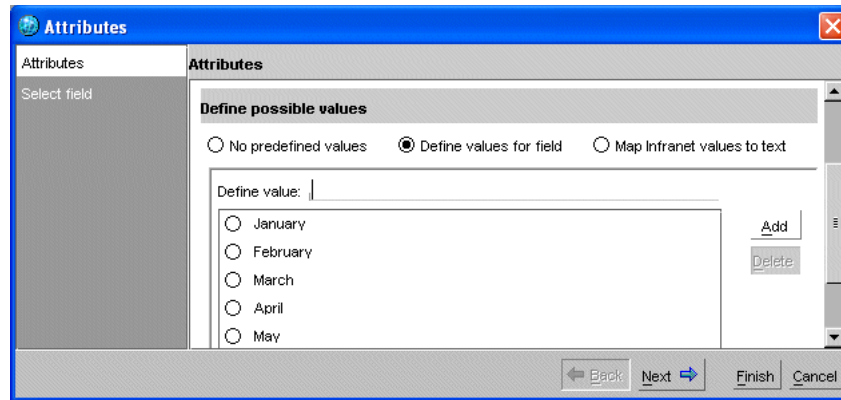 Attributes
Attributes
Select field
Attributes
Define possible values
No predefined values Define values for field Map Infranet values to text
Define value:
January
February
March
April
May
Add
Delete
Back Next Finish Cancel